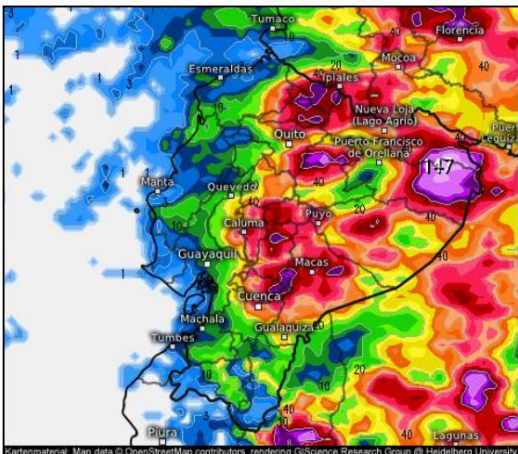 Tumaco
Florencia
Mocoa
Esmeraldas
Ipiales
Nueva Loja
(Lago Agrio)
Quito
Puerto Francisco
de Orellana
147
Manta
Quevedo
Caluma
Puyo
Guayaquil
Macas
Cuenca
Machala
Gualaquiza
Tumbes
Piura
Lagunas
Kartenmaterial: Map data © OpenStreetMap contributors, rendering GIScience Research Group @ Heidelberg University